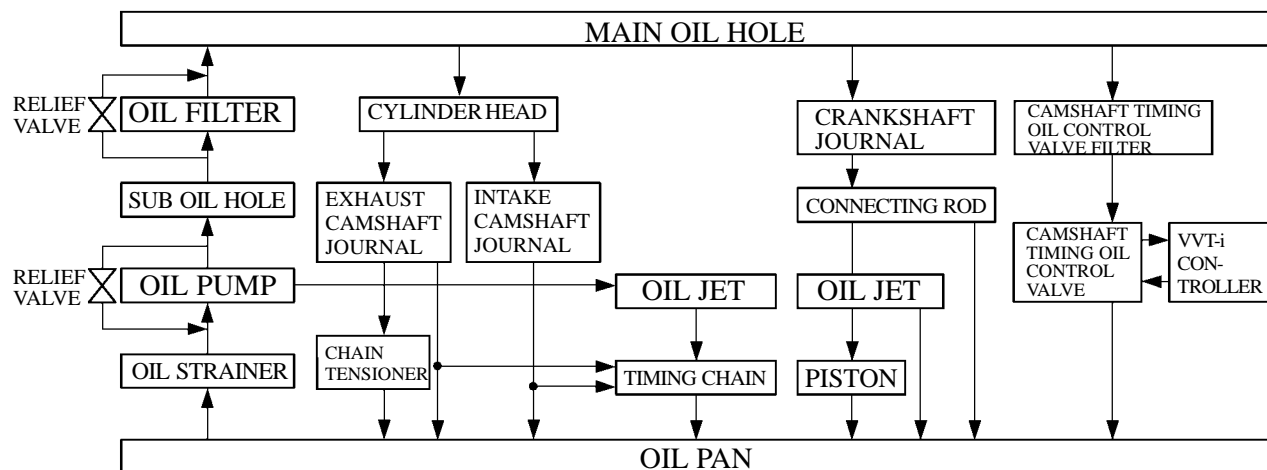 MAIN OIL HOLE
RELIEF
VALVE
OIL FILTER
CYLINDER HEAD
CRANKSHAFT
JOURNAL
CAMSHAFT TIMING
OIL CONTROL
VALVE FILTER
SUB OIL HOLE
EXHAUST
CAMSHAFT
JOURNAL
INTAKE
CAMSHAFT
JOURNAL
CONNECTING ROD
CAMSHAFT
TIMING OIL
CONTROL
VALVE
VVT-i
CON-
TROLLER
RELIEF
VALVE
OIL PUMP
OIL JET
OIL JET
OIL STRAINER
CHAIN
TENSIONER
TIMING CHAIN
PISTON
OIL PAN